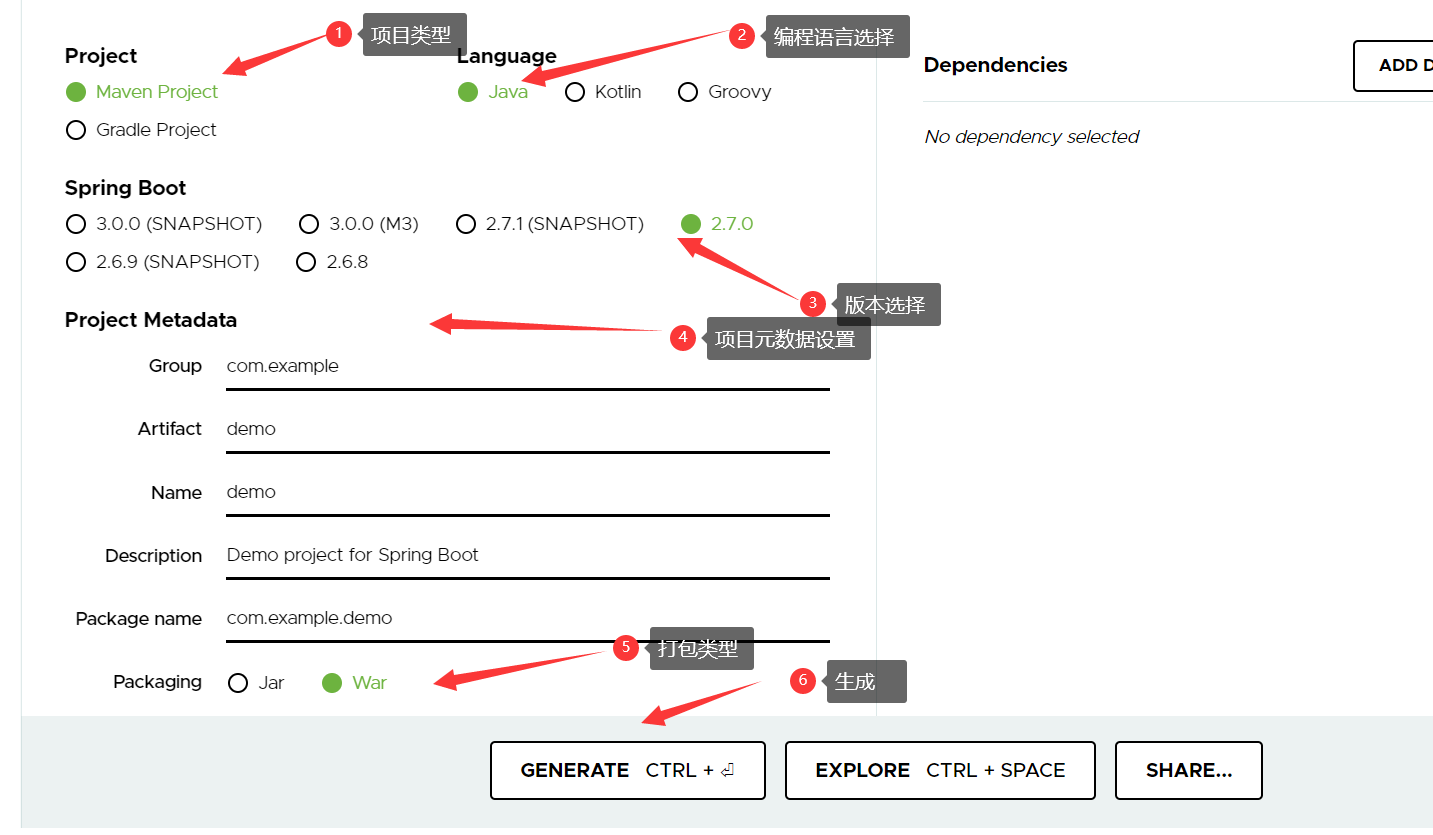 1 项目类型
2 编程语言选择
Project
Language
Dependencies
ADD D
Maven Project
Java
Kotlin
Groovy
Gradle Project
No dependency selected
Spring Boot
3.0.0 (SNAPSHOT)
3.0.0 (M3)
2.7.1 (SNAPSHOT)
2.7.0
2.6.9 (SNAPSHOT)
2.6.8
3 版本选择
Project Metadata
4 项目元数据设置
Group com.example
Artifact demo
Name demo
Description Demo project for Spring Boot
Package name com.example.demo
5 打包类型
Packaging Jar War
6 生成
GENERATE CTRL + ⏎
EXPLORE CTRL + SPACE
SHARE...